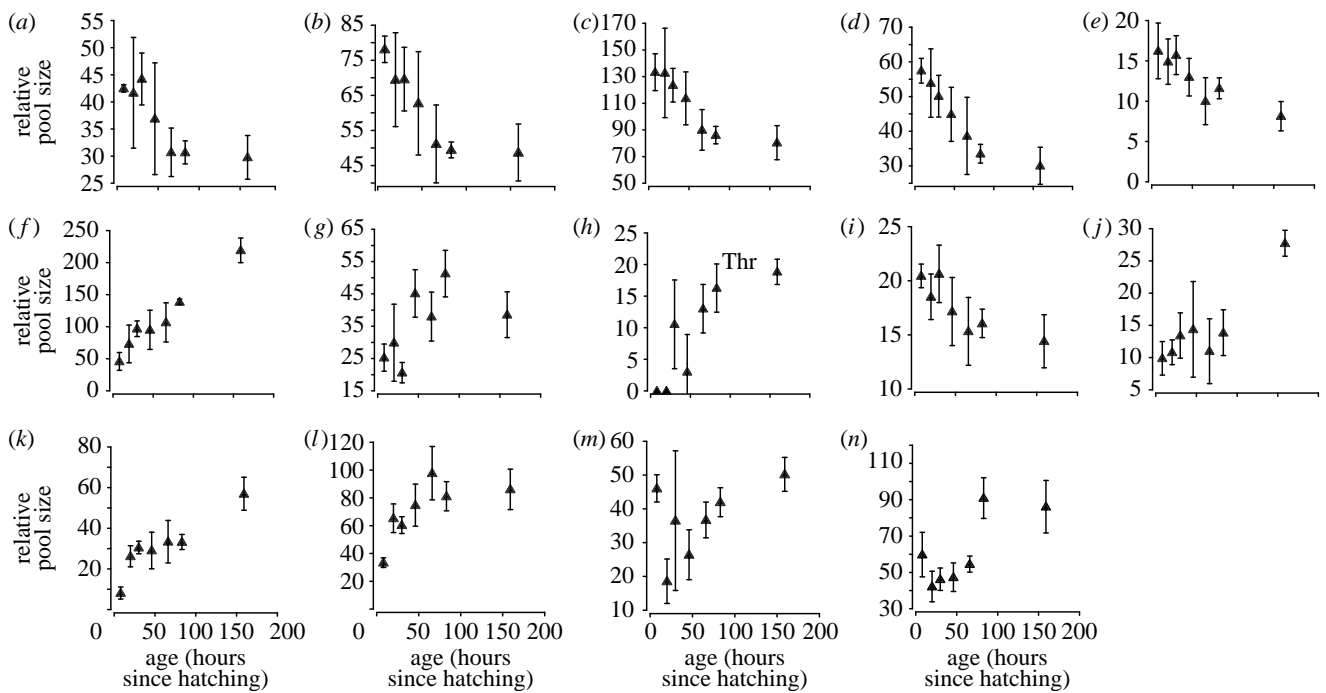 (a)
55
50
45
40
35
30
25
relative
pool size
(b)
85
75
65
55
45
(c)
170
150
130
110
90
70
50
(d)
70
60
50
40
30
(e)
20
15
10
5
0
(f)
250
200
150
100
50
0
relative
pool size
(g)
65
55
45
35
25
15
(h)
25
20
15
10
5
0
Thr
(i)
25
20
15
10
(j)
30
25
20
15
10
5
(k)
80
60
40
20
relative
pool size
0 50 100 150 200
age (hours
since hatching)
(l)
120
100
80
60
40
20
0 50 100 150 200
age (hours
since hatching)
(m)
60
50
40
30
20
10
0 50 100 150 200
age (hours
since hatching)
(n)
110
90
70
50
30
0 50 100 150 200
age (hours
since hatching)